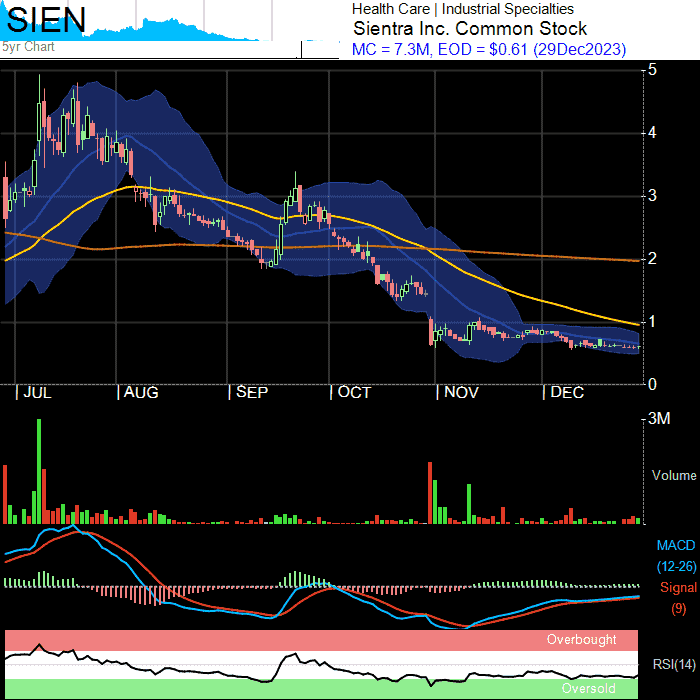 SIEN
5yr Chart
Health Care | Industrial Specialties
Sientra Inc. Common Stock
MC = 7.3M, EOD = $0.61 (29Dec2023)
5
4
3
2
1
0
| JUL | AUG | SEP | OCT | NOV | DEC
3M
Volume
MACD
(12-26)
Signal
(9)
Overbought
RSI(14)
Oversold